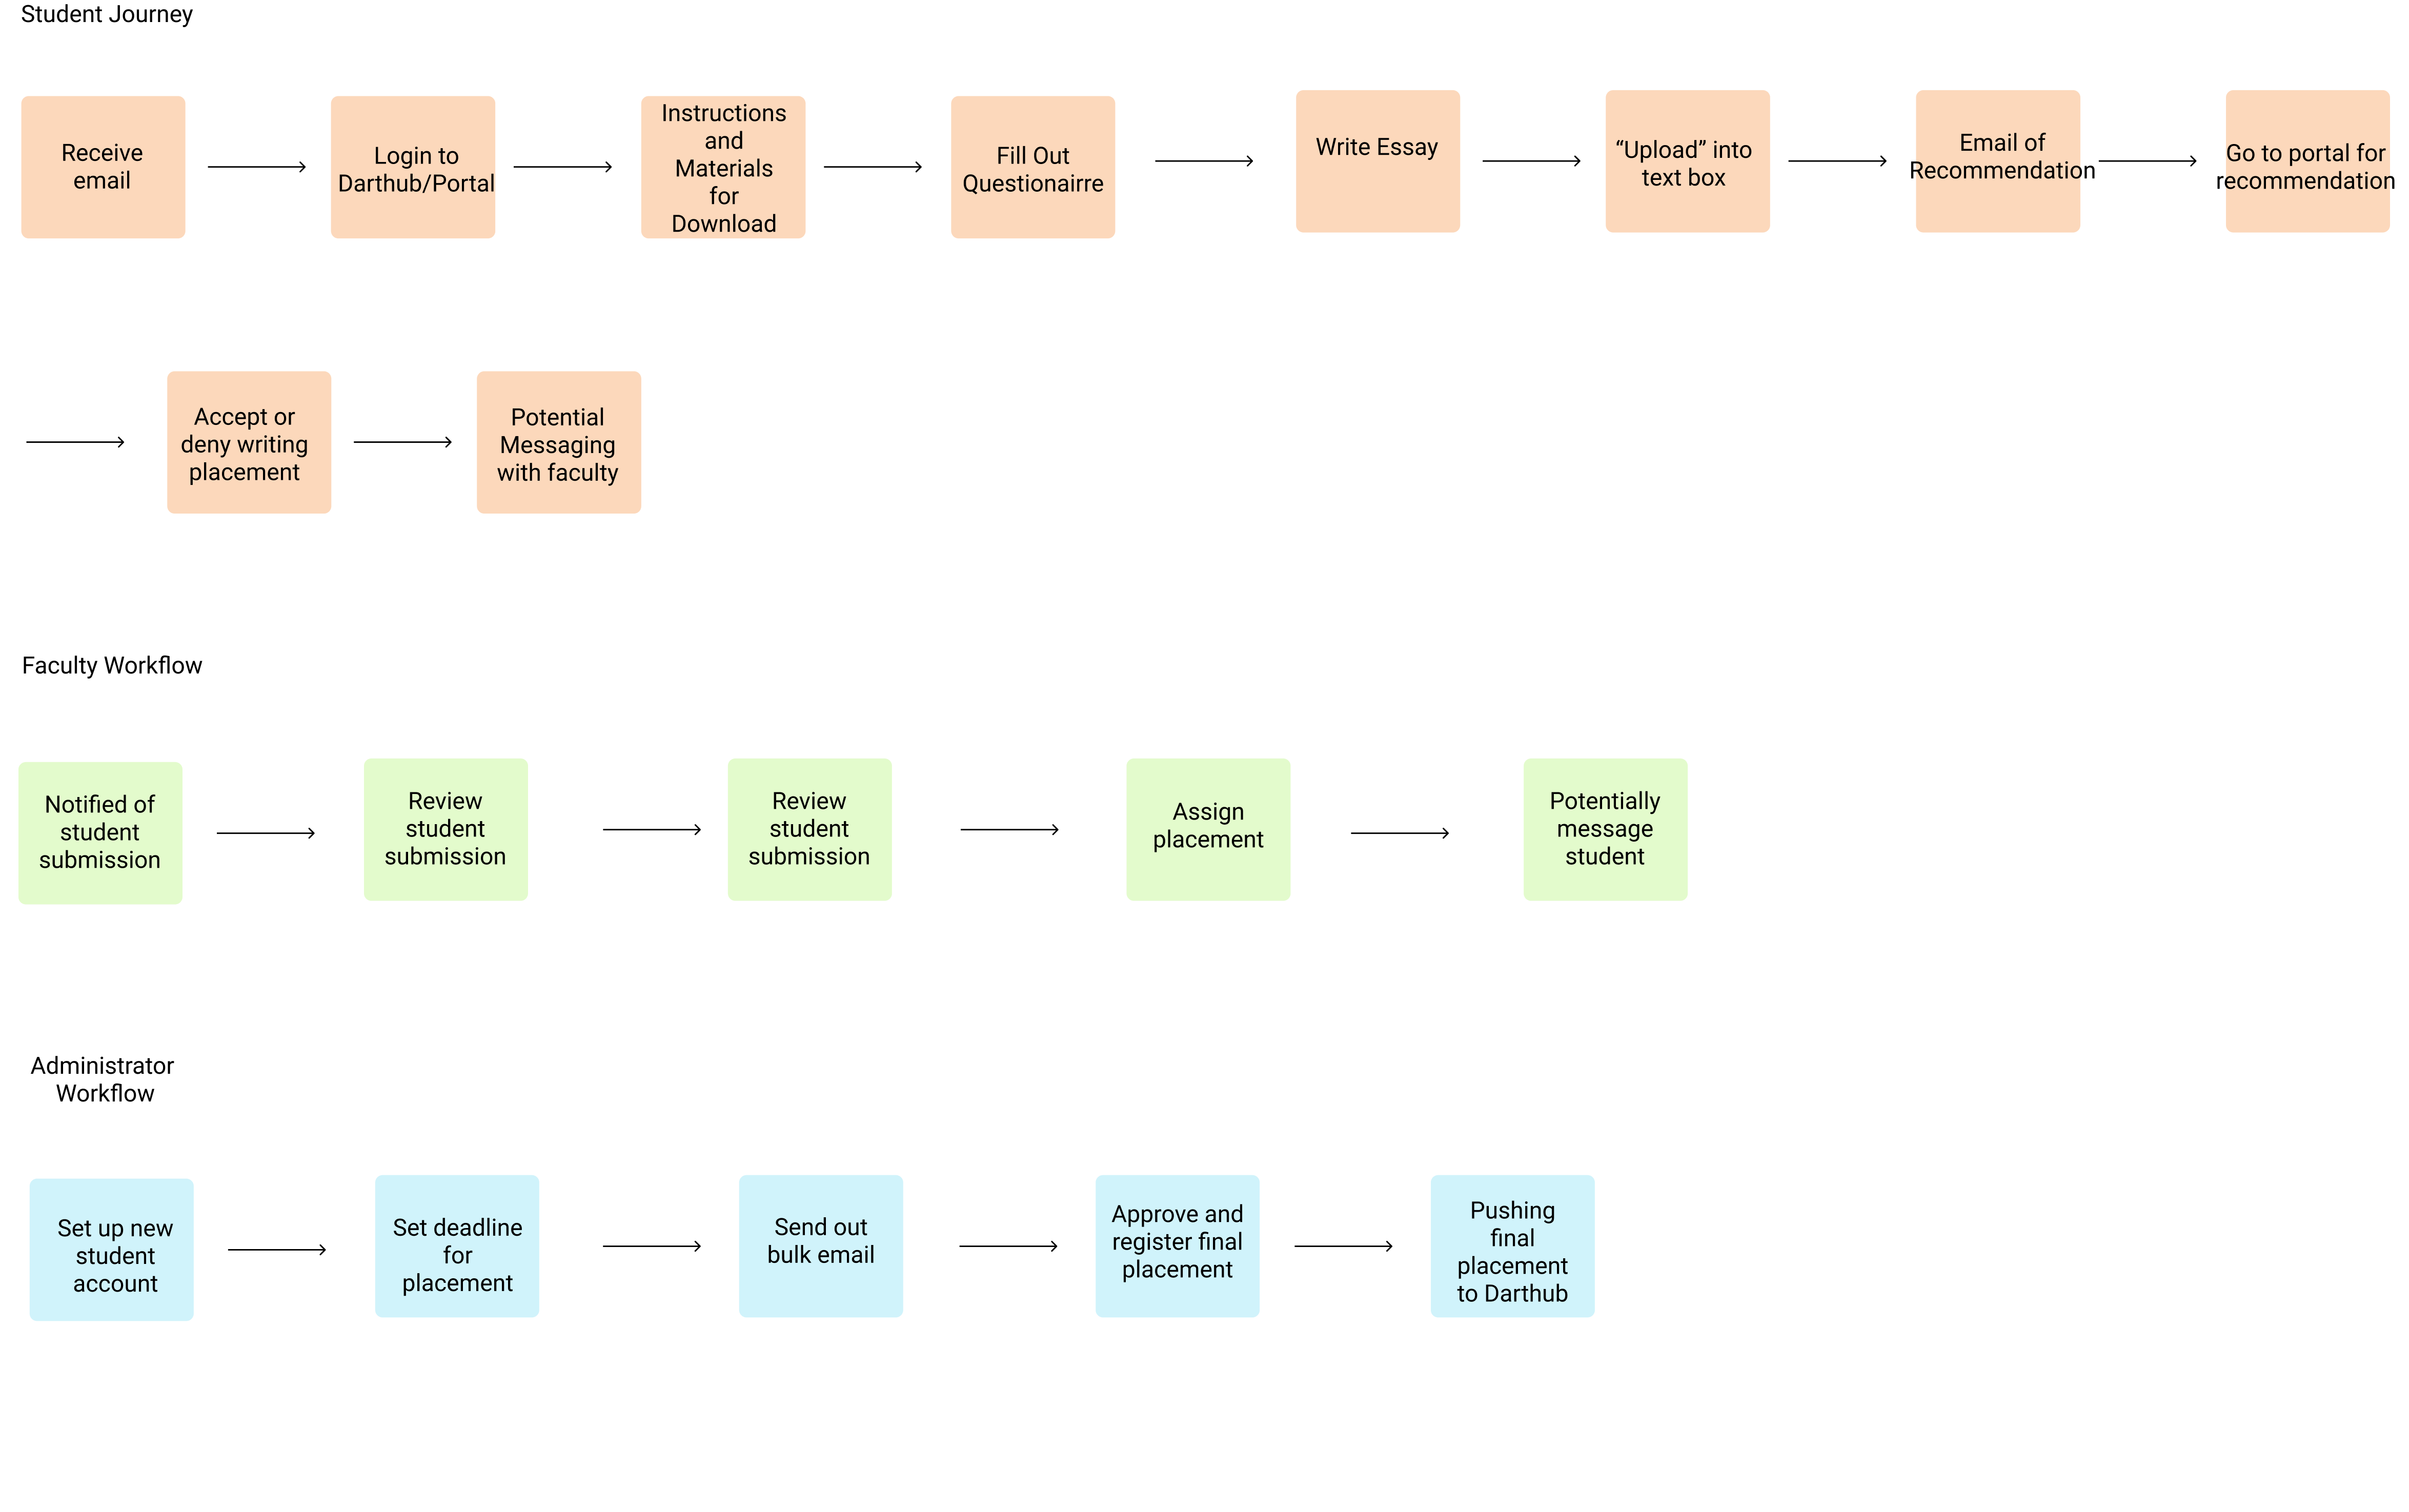 Student Journey
Receive
email
Login to
Darthub/Portal
Instructions
and
Materials
for
Download
Fill Out
Questionairre
Write Essay
“Upload” into
text box
Email of
Recommendation
Go to portal for
recommendation
Accept or
deny writing
placement
Potential
Messaging
with faculty
Faculty Workflow
Notified of
student
submission
Review
student
submission
Review
student
submission
Assign
placement
Potentially
message
student
Administrator
Workflow
Set up new
student
account
Set deadline
for
placement
Send out
bulk email
Approve and
register final
placement
Pushing
final
placement
to Darthub